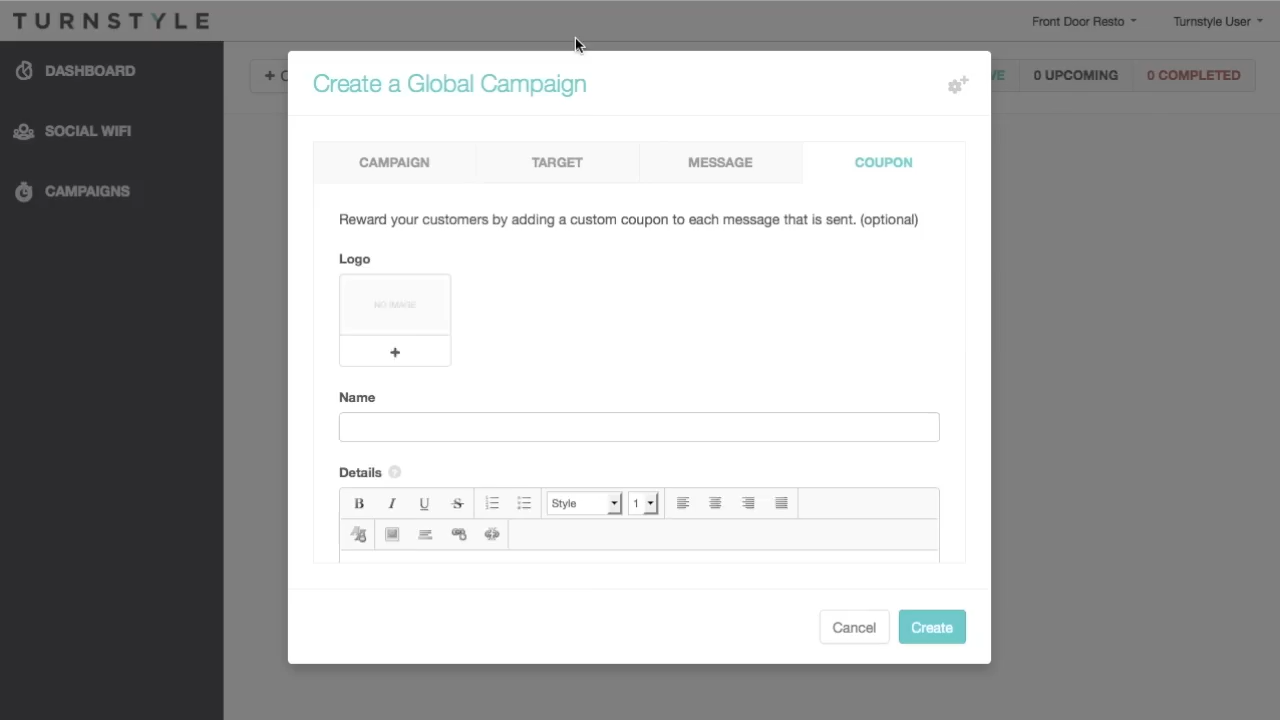 TURNSTYLE
Front Door Resto
Turnstyle User
DASHBOARD
SOCIAL WIFI
CAMPAIGNS
0 UPCOMING
0 COMPLETED
Create a Global Campaign
CAMPAIGN
TARGET
MESSAGE
COUPON
Reward your customers by adding a custom coupon to each message that is sent. (optional)
Logo
NO IMAGE
+
Name
Details ?
B I U S Style 1
Cancel
Create